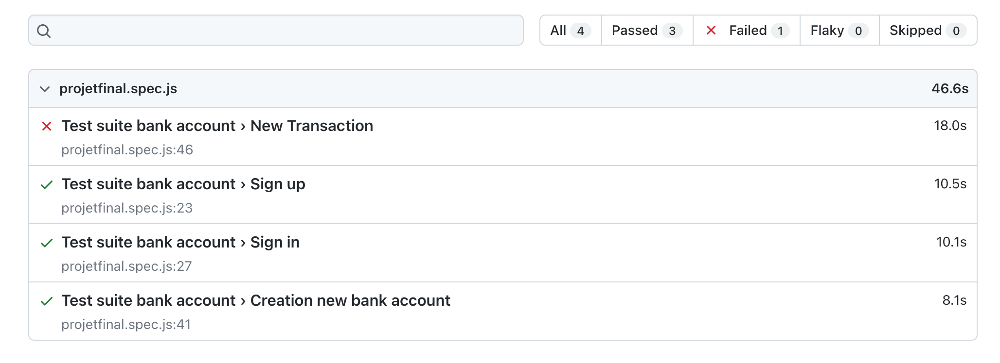 All 4 Passed 3 Failed 1 Flaky 0 Skipped 0
projetfinal.spec.js 46.6s
Test suite bank account › New Transaction 18.0s
projetfinal.spec.js:46
Test suite bank account › Sign up 10.5s
projetfinal.spec.js:23
Test suite bank account › Sign in 10.1s
projetfinal.spec.js:27
Test suite bank account › Creation new bank account 8.1s
projetfinal.spec.js:41